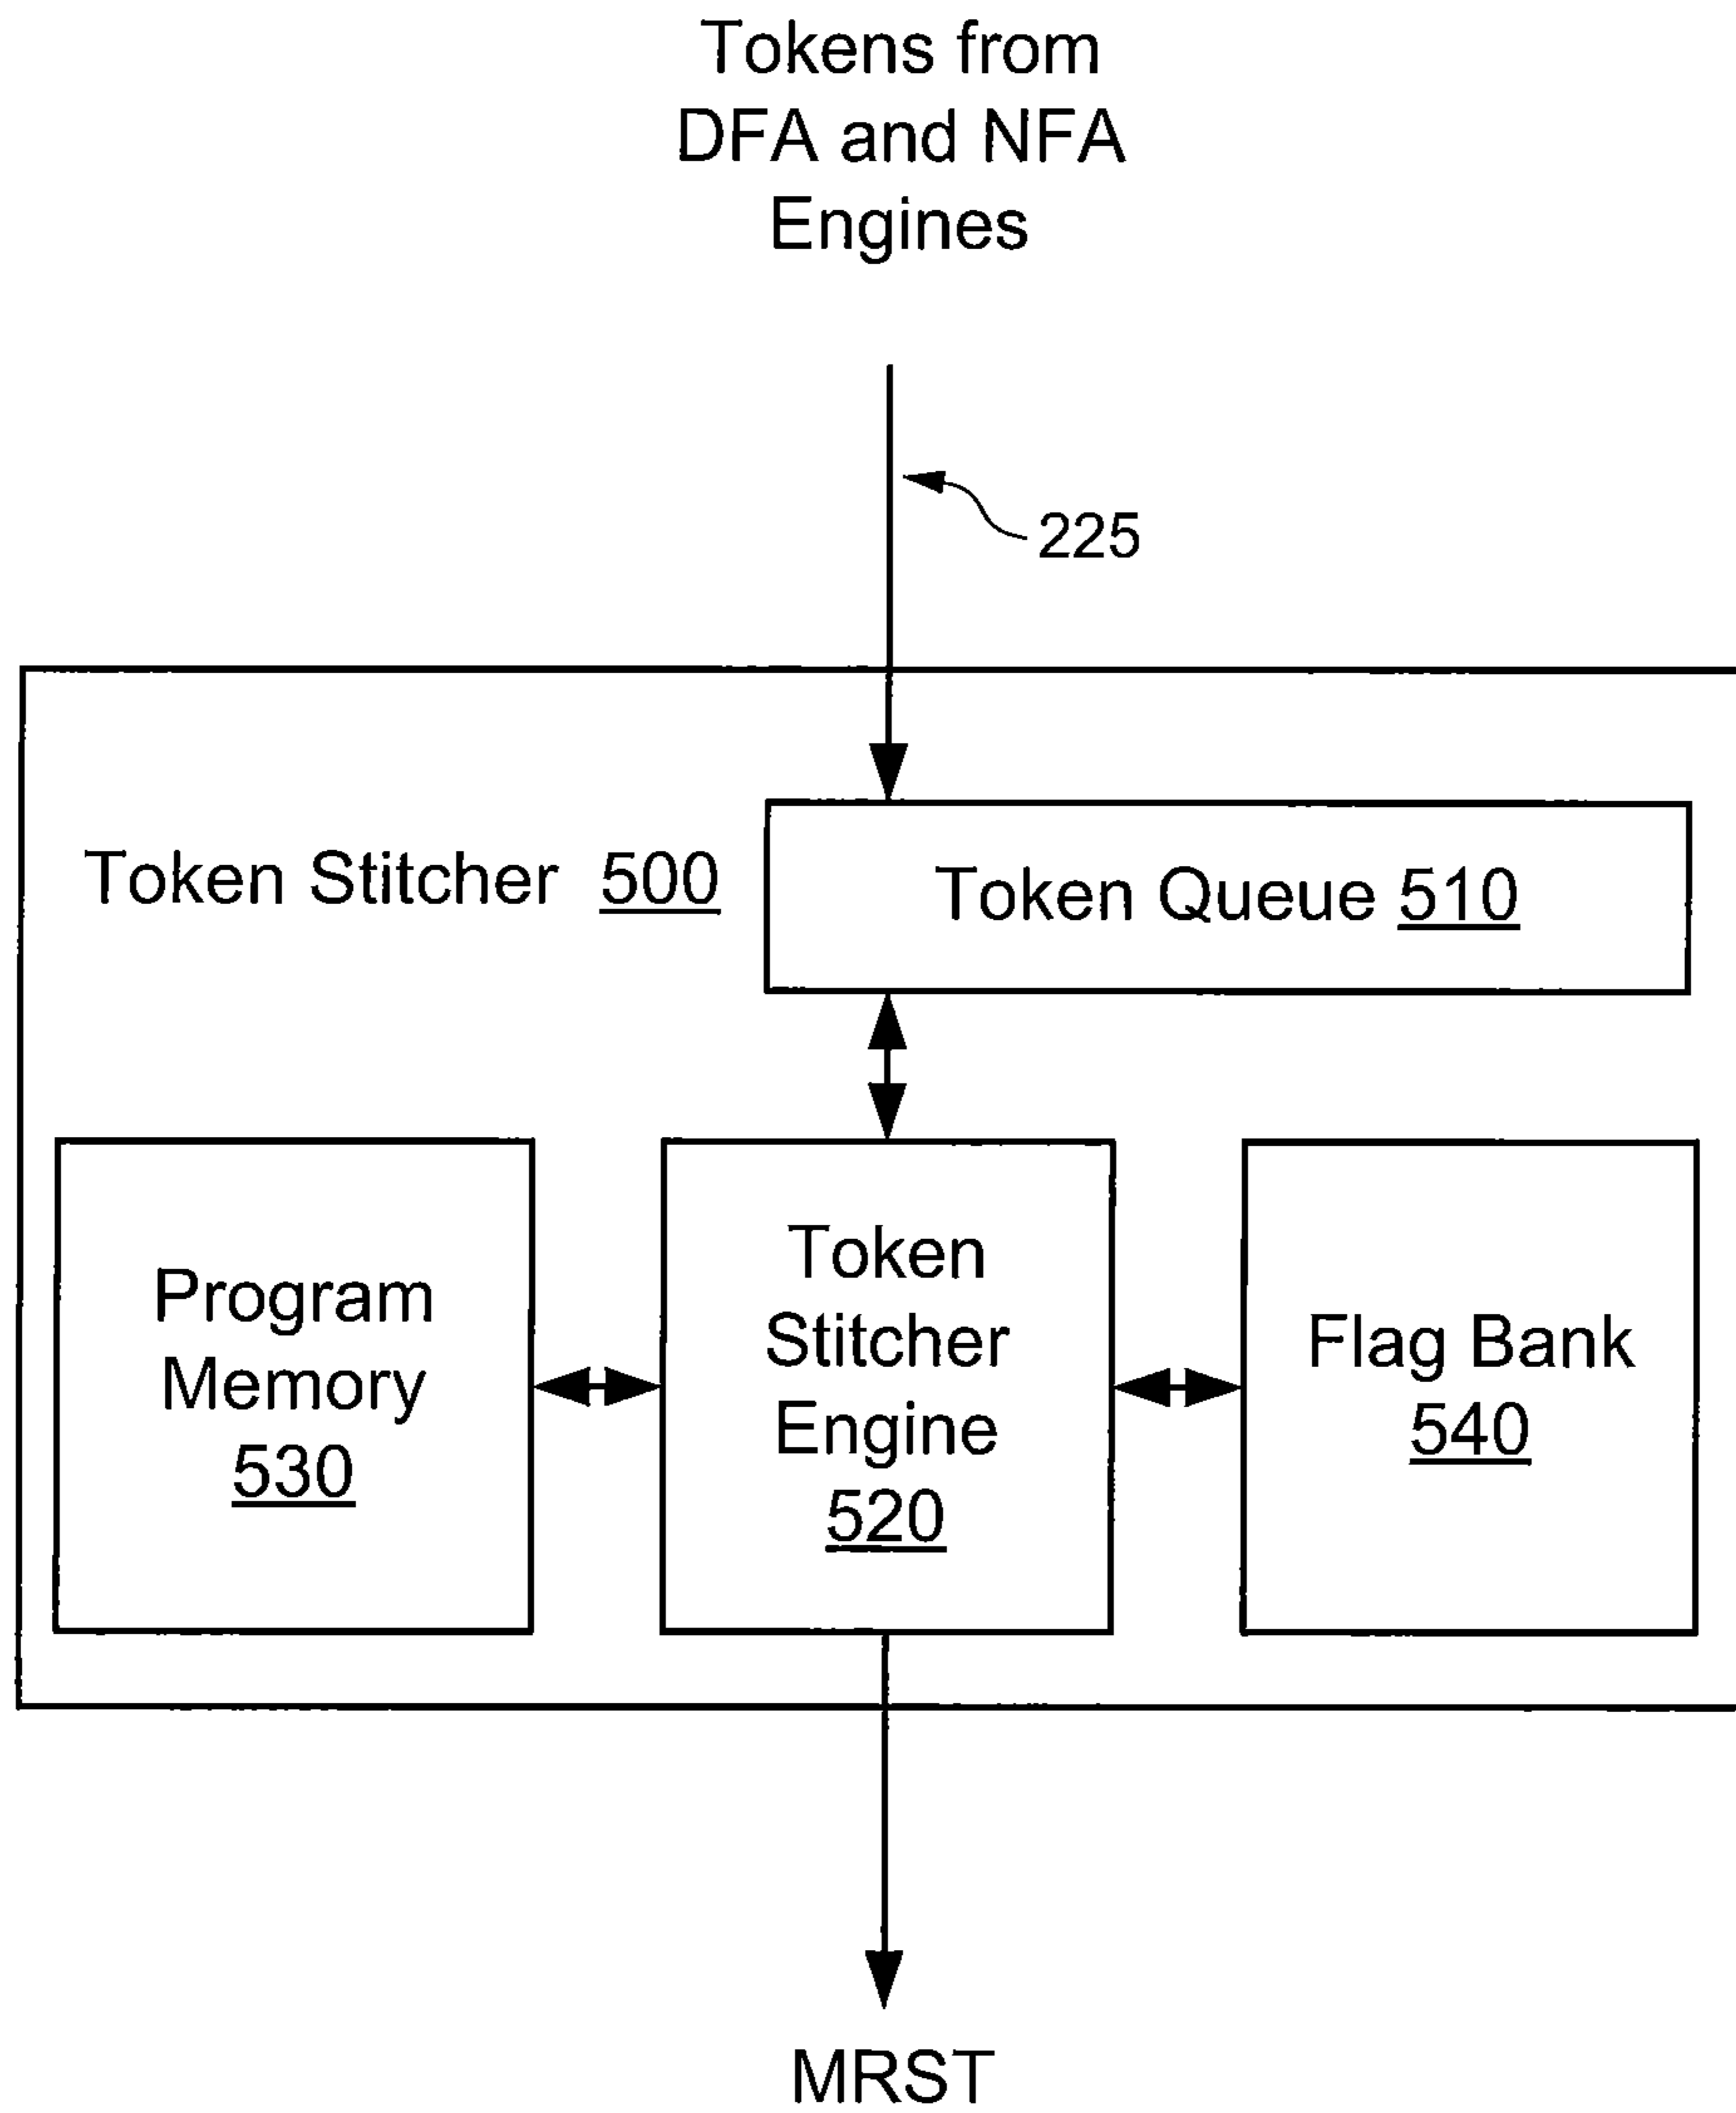 Tokens from
DFA and NFA
Engines
225
Token Stitcher 500
Token Queue 510
Program
Memory
530
Token
Stitcher
Engine
520
Flag Bank
540
MRST